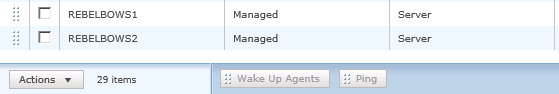 REBELBOWS1 Managed Server
REBELBOWS2 Managed Server
Actions 29 items Wake Up Agents Ping